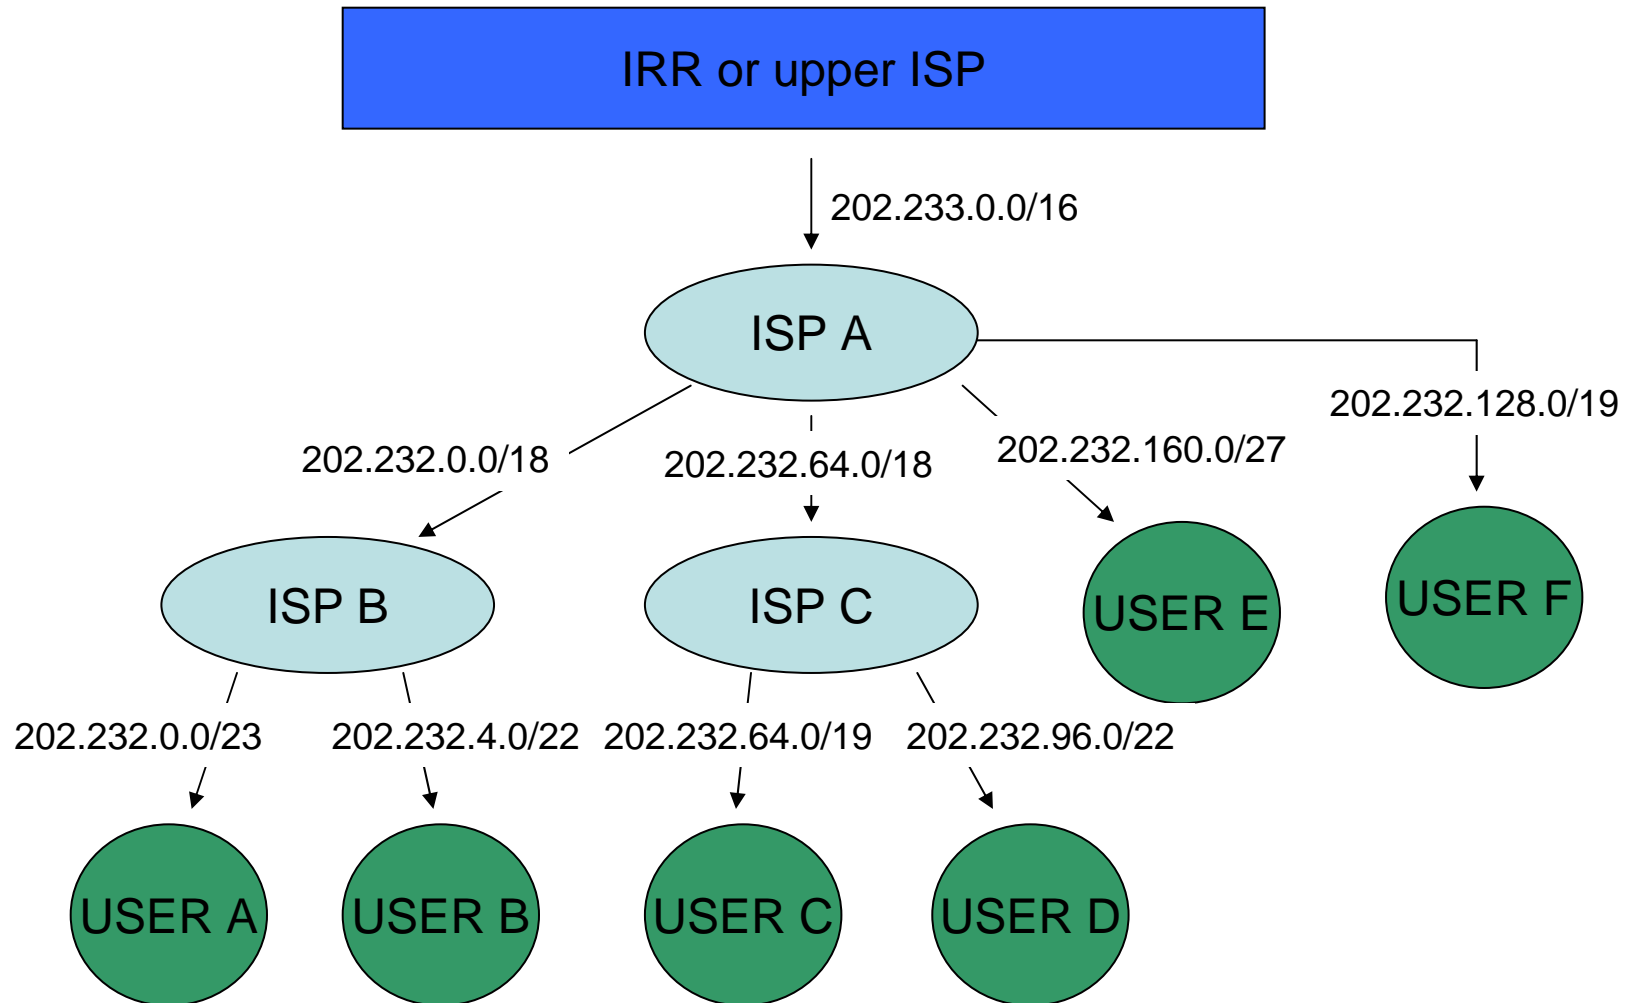 IRR or upper ISP
202.233.0.0/16
ISP A
202.232.128.0/19
202.232.0.0/18
202.232.64.0/18
202.232.160.0/27
ISP B
ISP C
USER E
USER F
202.232.0.0/23
202.232.4.0/22
202.232.64.0/19
202.232.96.0/22
USER A
USER B
USER C
USER D